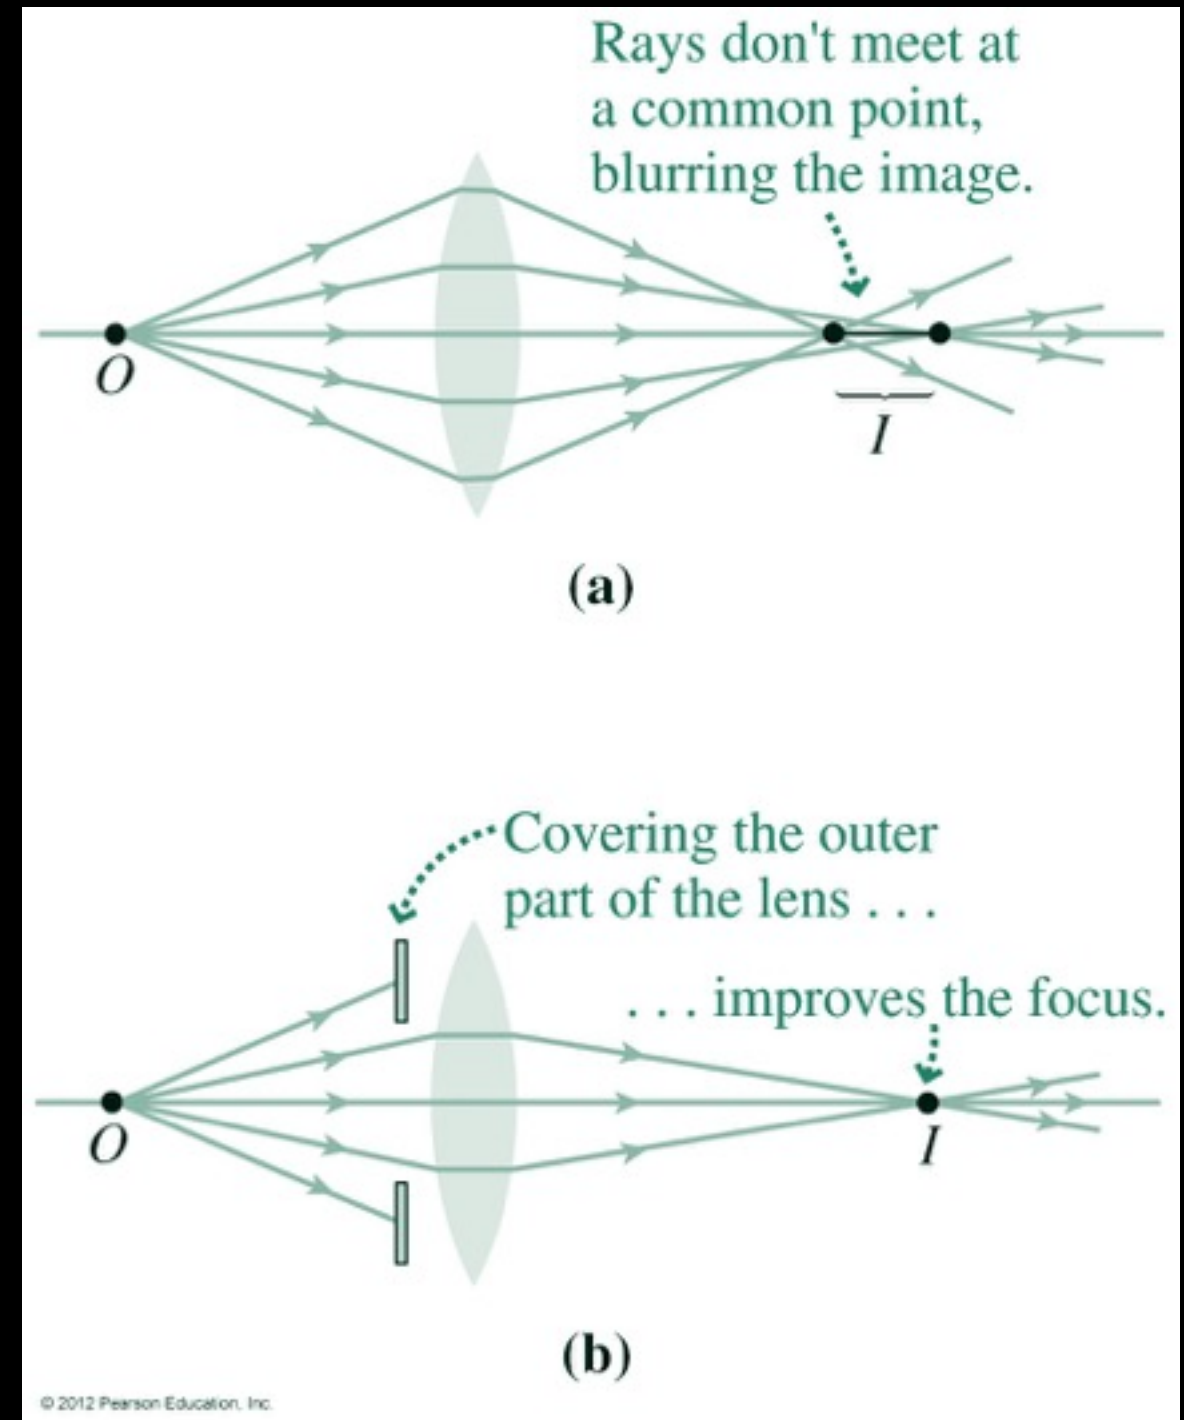 Rays don't meet at
a common point,
blurring the image.
O
I
(a)
Covering the outer
part of the lens . . .
. . . improves the focus.
O
I
(b)
© 2012 Pearson Education, Inc.